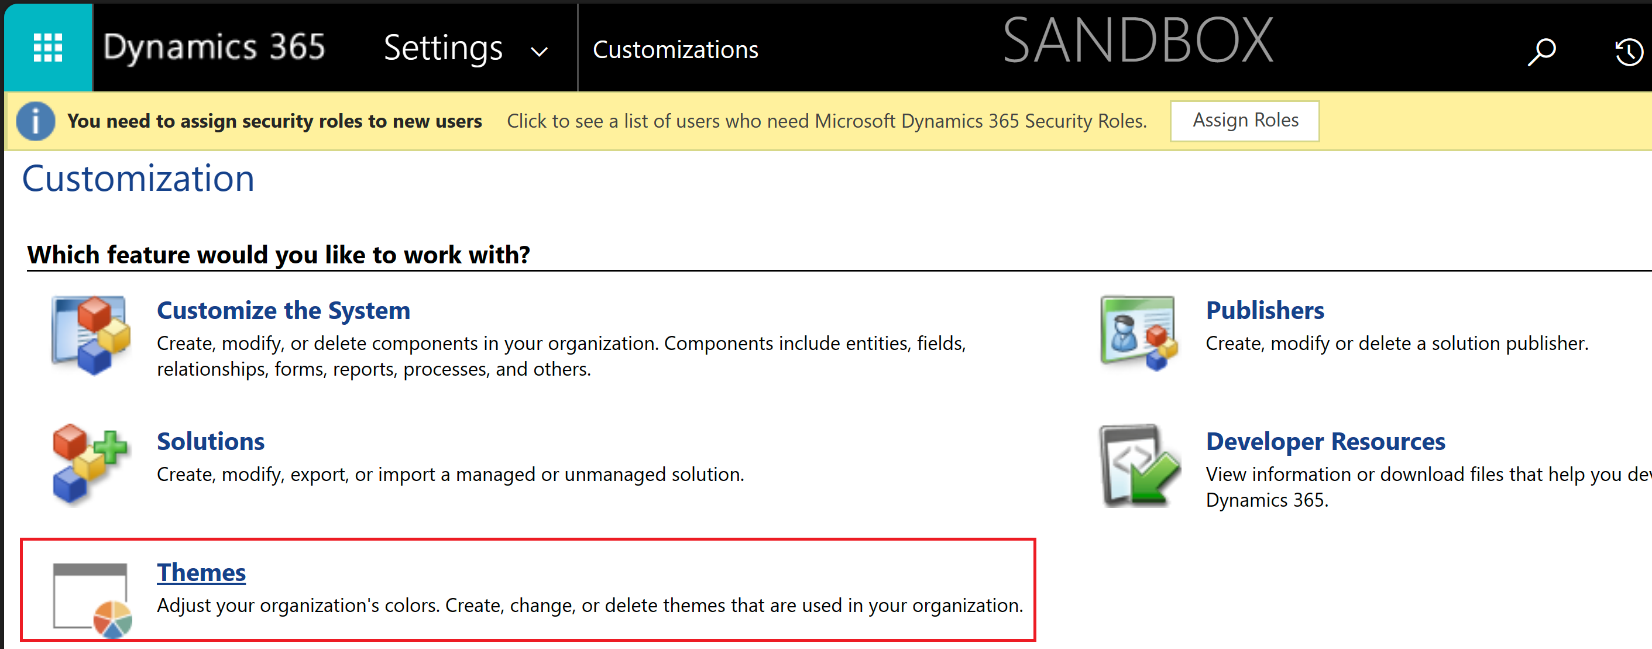 Dynamics 365 Settings Customizations SANDBOX
You need to assign security roles to new users Click to see a list of users who need Microsoft Dynamics 365 Security Roles. Assign Roles
Customization
Which feature would you like to work with?
Customize the System
Create, modify, or delete components in your organization. Components include entities, fields,
relationships, forms, reports, processes, and others.
Publishers
Create, modify or delete a solution publisher.
Solutions
Create, modify, export, or import a managed or unmanaged solution.
Developer Resources
View information or download files that help you dev
Dynamics 365.
Themes
Adjust your organization's colors. Create, change, or delete themes that are used in your organization.